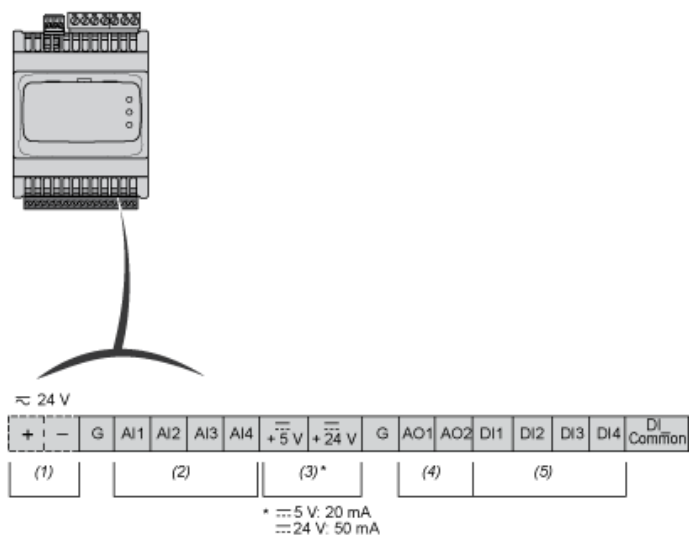 ⏦ 24 V
+ - G AI1 AI2 AI3 AI4 ⎓ + 5 V ⎓ + 24 V G AO1 AO2 DI1 DI2 DI3 DI4 DI_ Common
(1) (2) (3)* (4) (5)
* ⎓ 5 V: 20 mA
⎓ 24 V: 50 mA